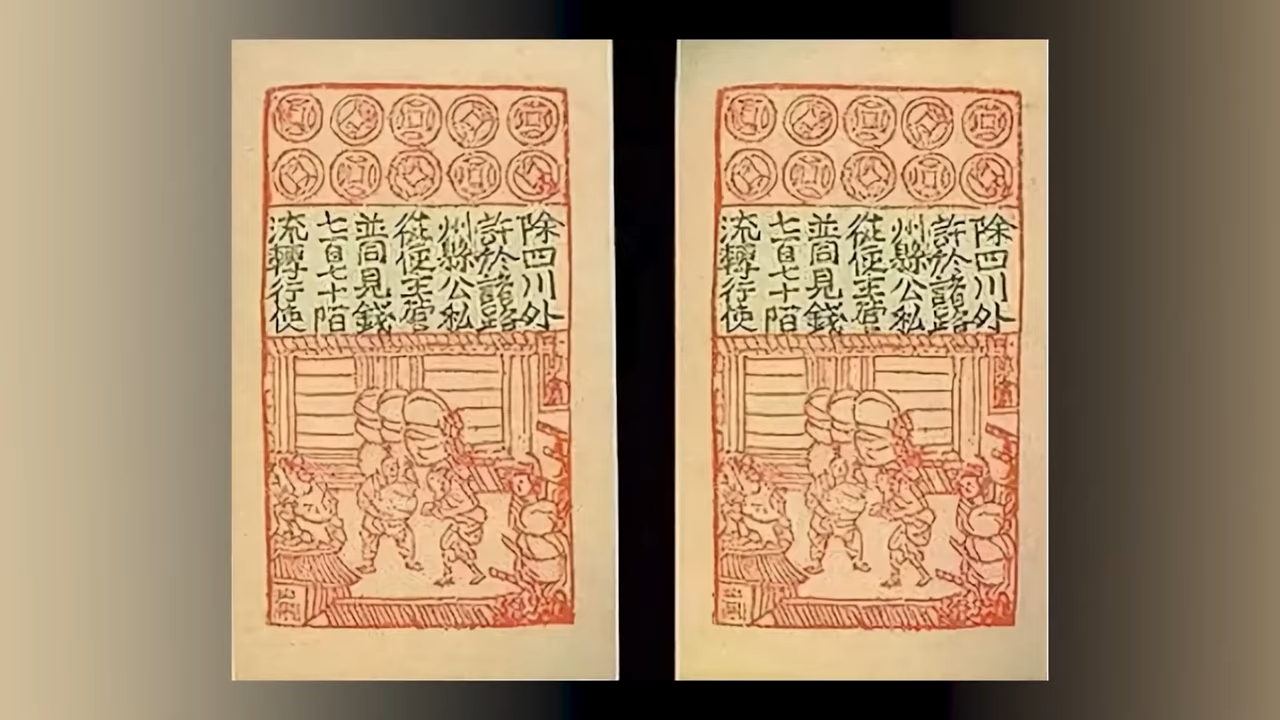 除四川外
許於諸路
州縣公私
從便主管
並同見錢
七百七十陌
流轉行使
除四川外
許於諸路
州縣公私
從便主管
並同見錢
七百七十陌
流轉行使